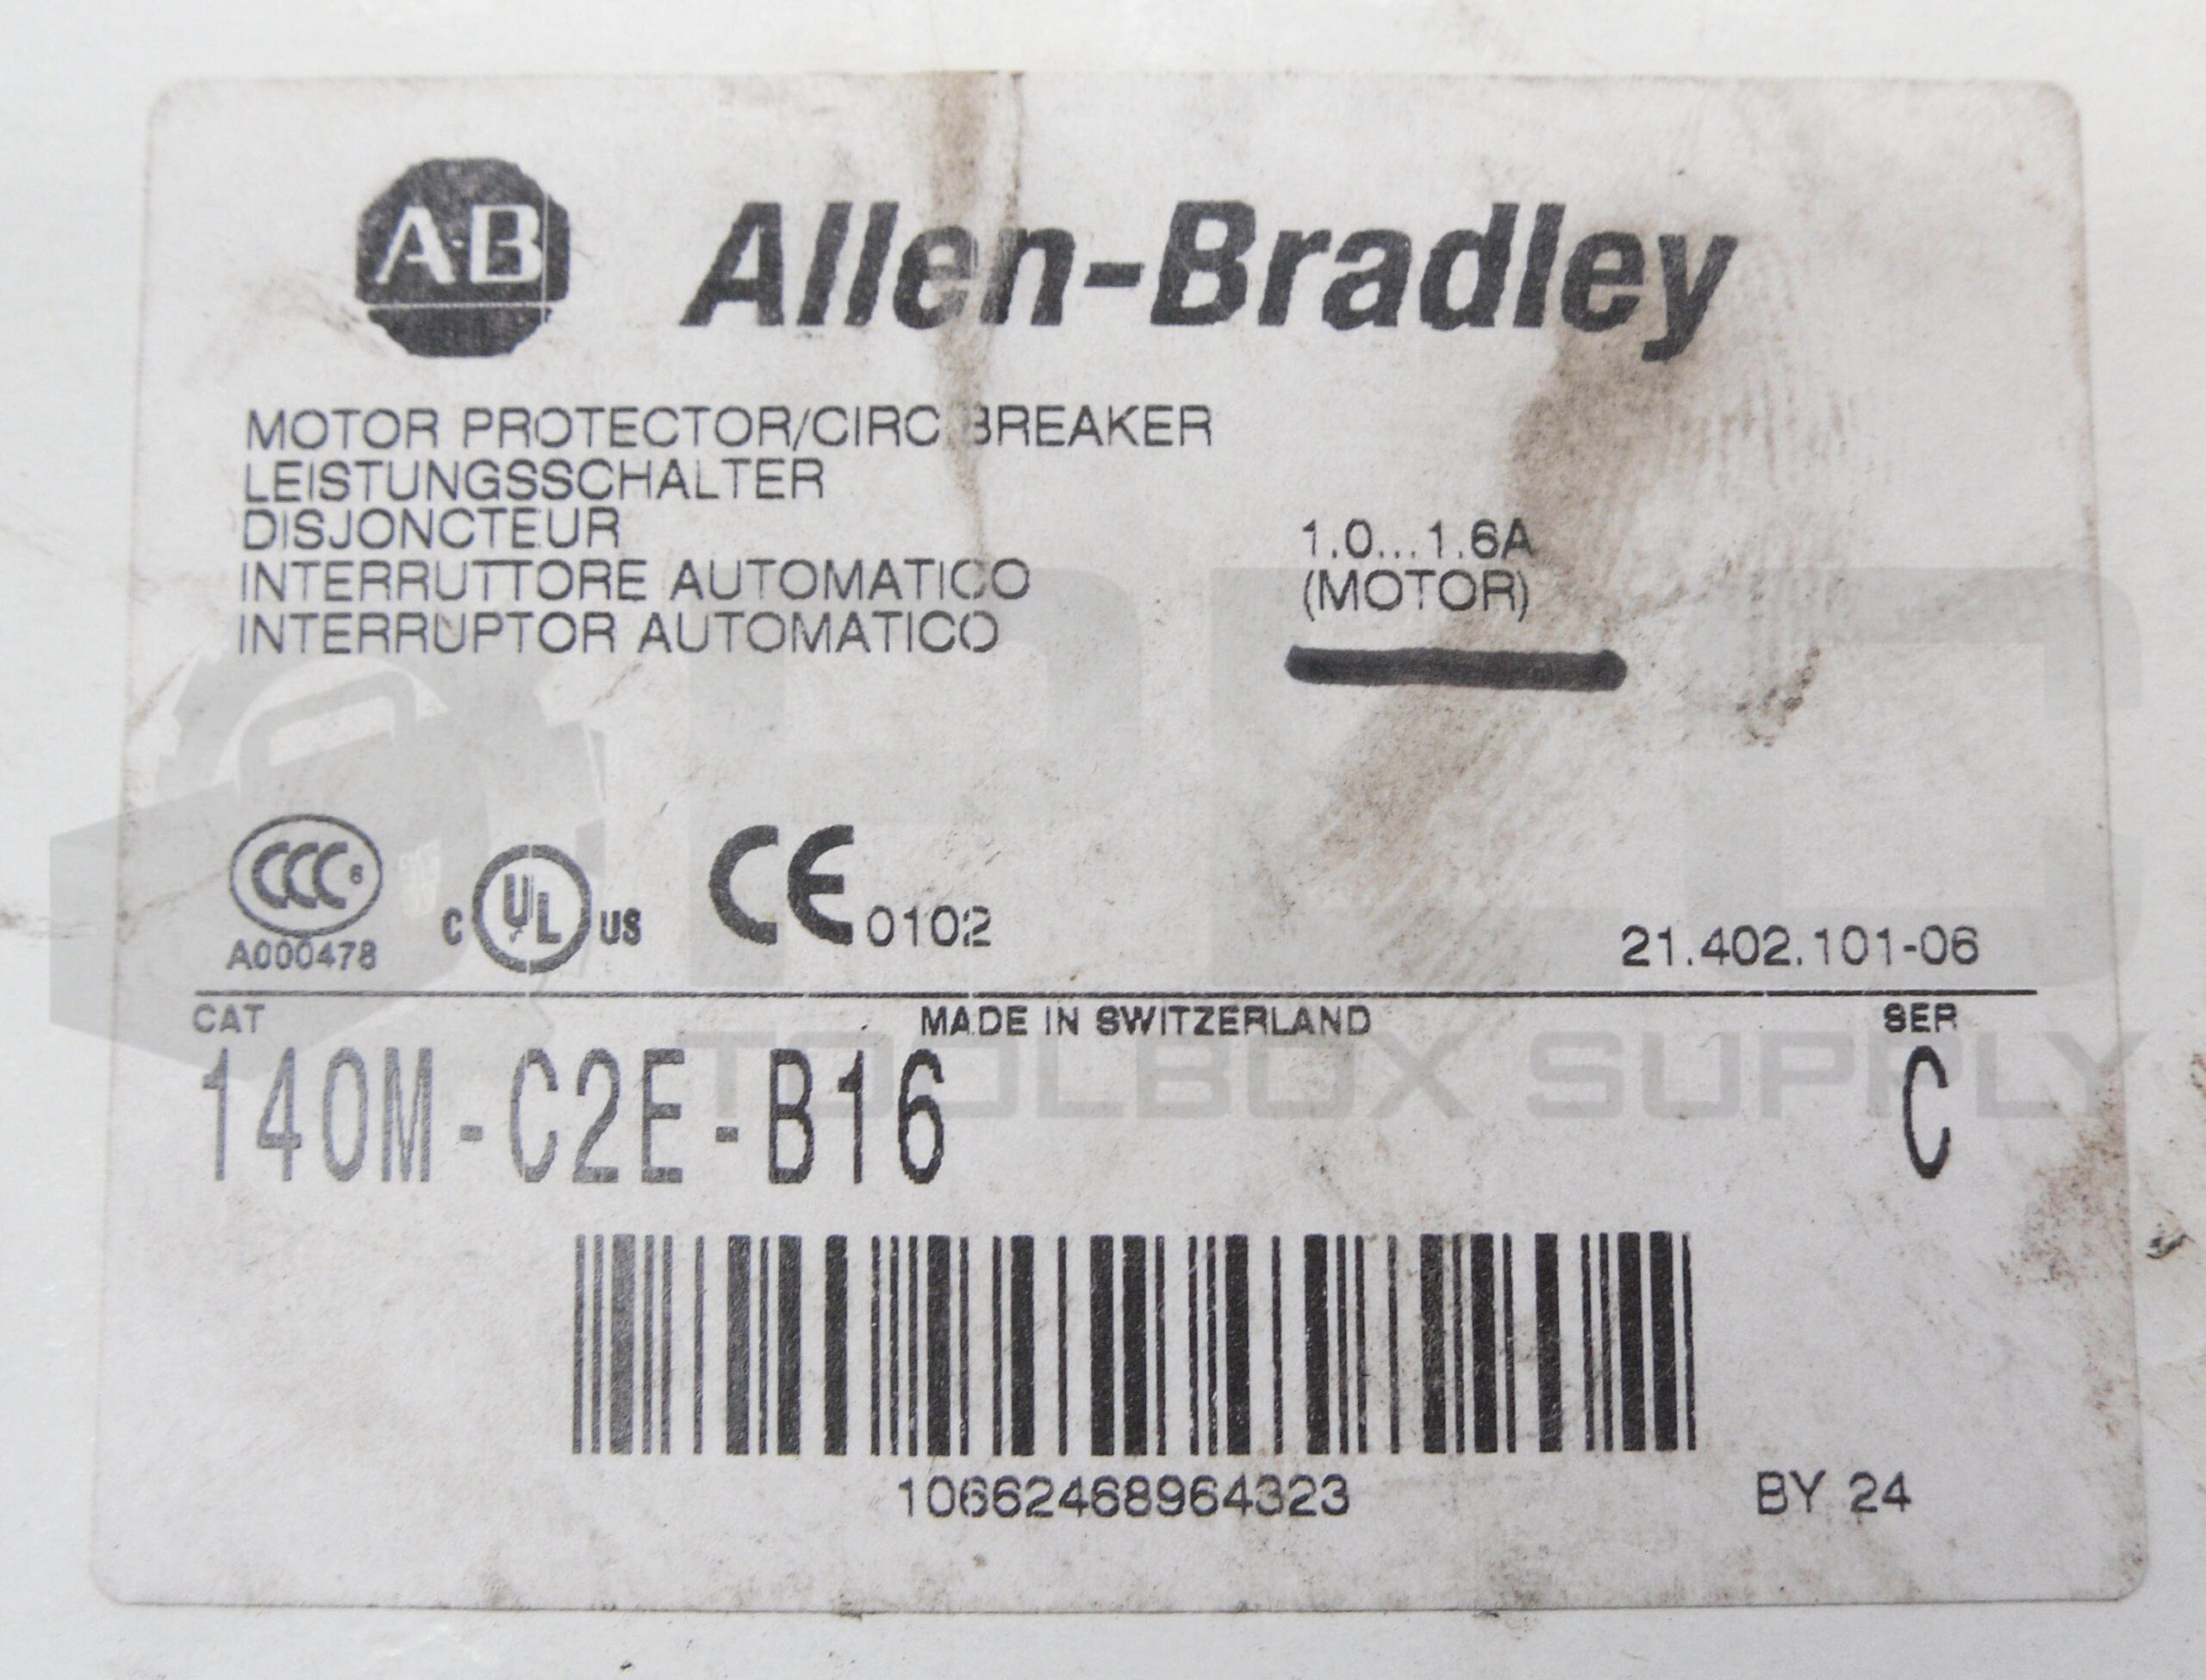 AB Allen-Bradley
MOTOR PROTECTOR/CIRC BREAKER
LEISTUNGSSCHALTER
DISJONCTEUR
INTERRUTTORE AUTOMATICO
INTERRUPTOR AUTOMATICO
1.0...1.6A
(MOTOR)
CCC 6
A000478
C UL US
CE 0102
21.402.101-06
CAT
MADE IN SWITZERLAND
SER
140M-C2E-B16
C
10662468964323
BY 24
TOOLBOX SUPPLY